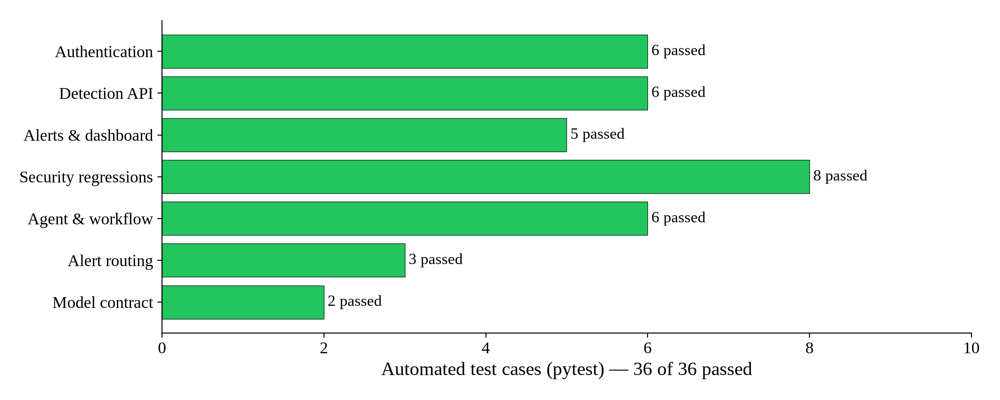 Authentication 6 passed
Detection API 6 passed
Alerts & dashboard 5 passed
Security regressions 8 passed
Agent & workflow 6 passed
Alert routing 3 passed
Model contract 2 passed
0 2 4 6 8 10
Automated test cases (pytest) — 36 of 36 passed